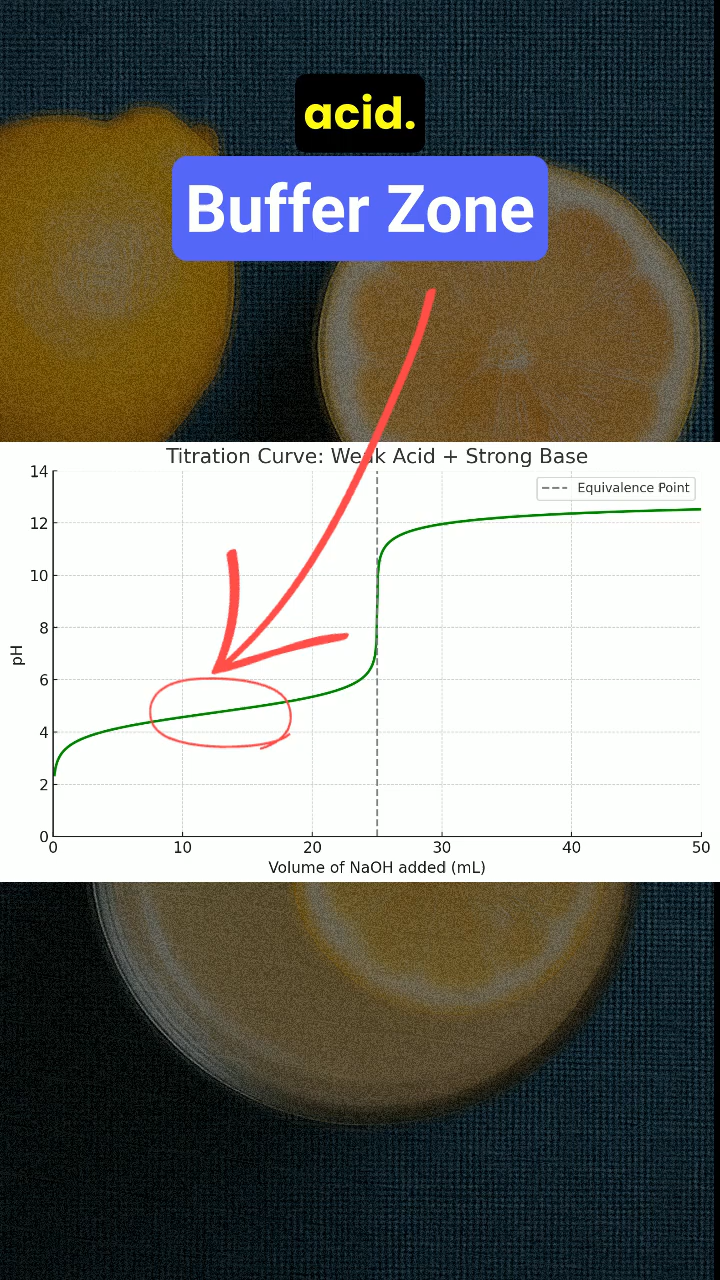 acid.
Buffer Zone
Titration Curve: Weak Acid + Strong Base
Equivalence Point
14
12
10
8
6
4
2
0
pH
0 10 20 30 40 50
Volume of NaOH added (mL)